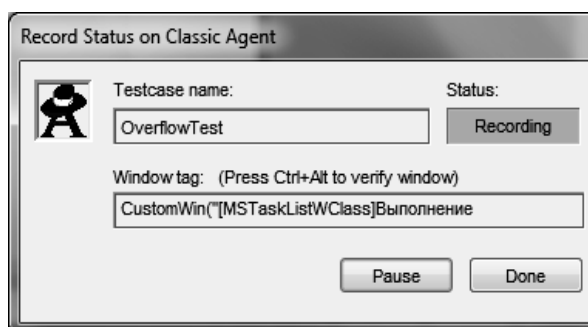 Record Status on Classic Agent
Testcase name:
Status:
OverflowTest
Recording
Window tag: (Press Ctrl+Alt to verify window)
CustomWin("[MSTaskListWClass]Выполнение
Pause
Done